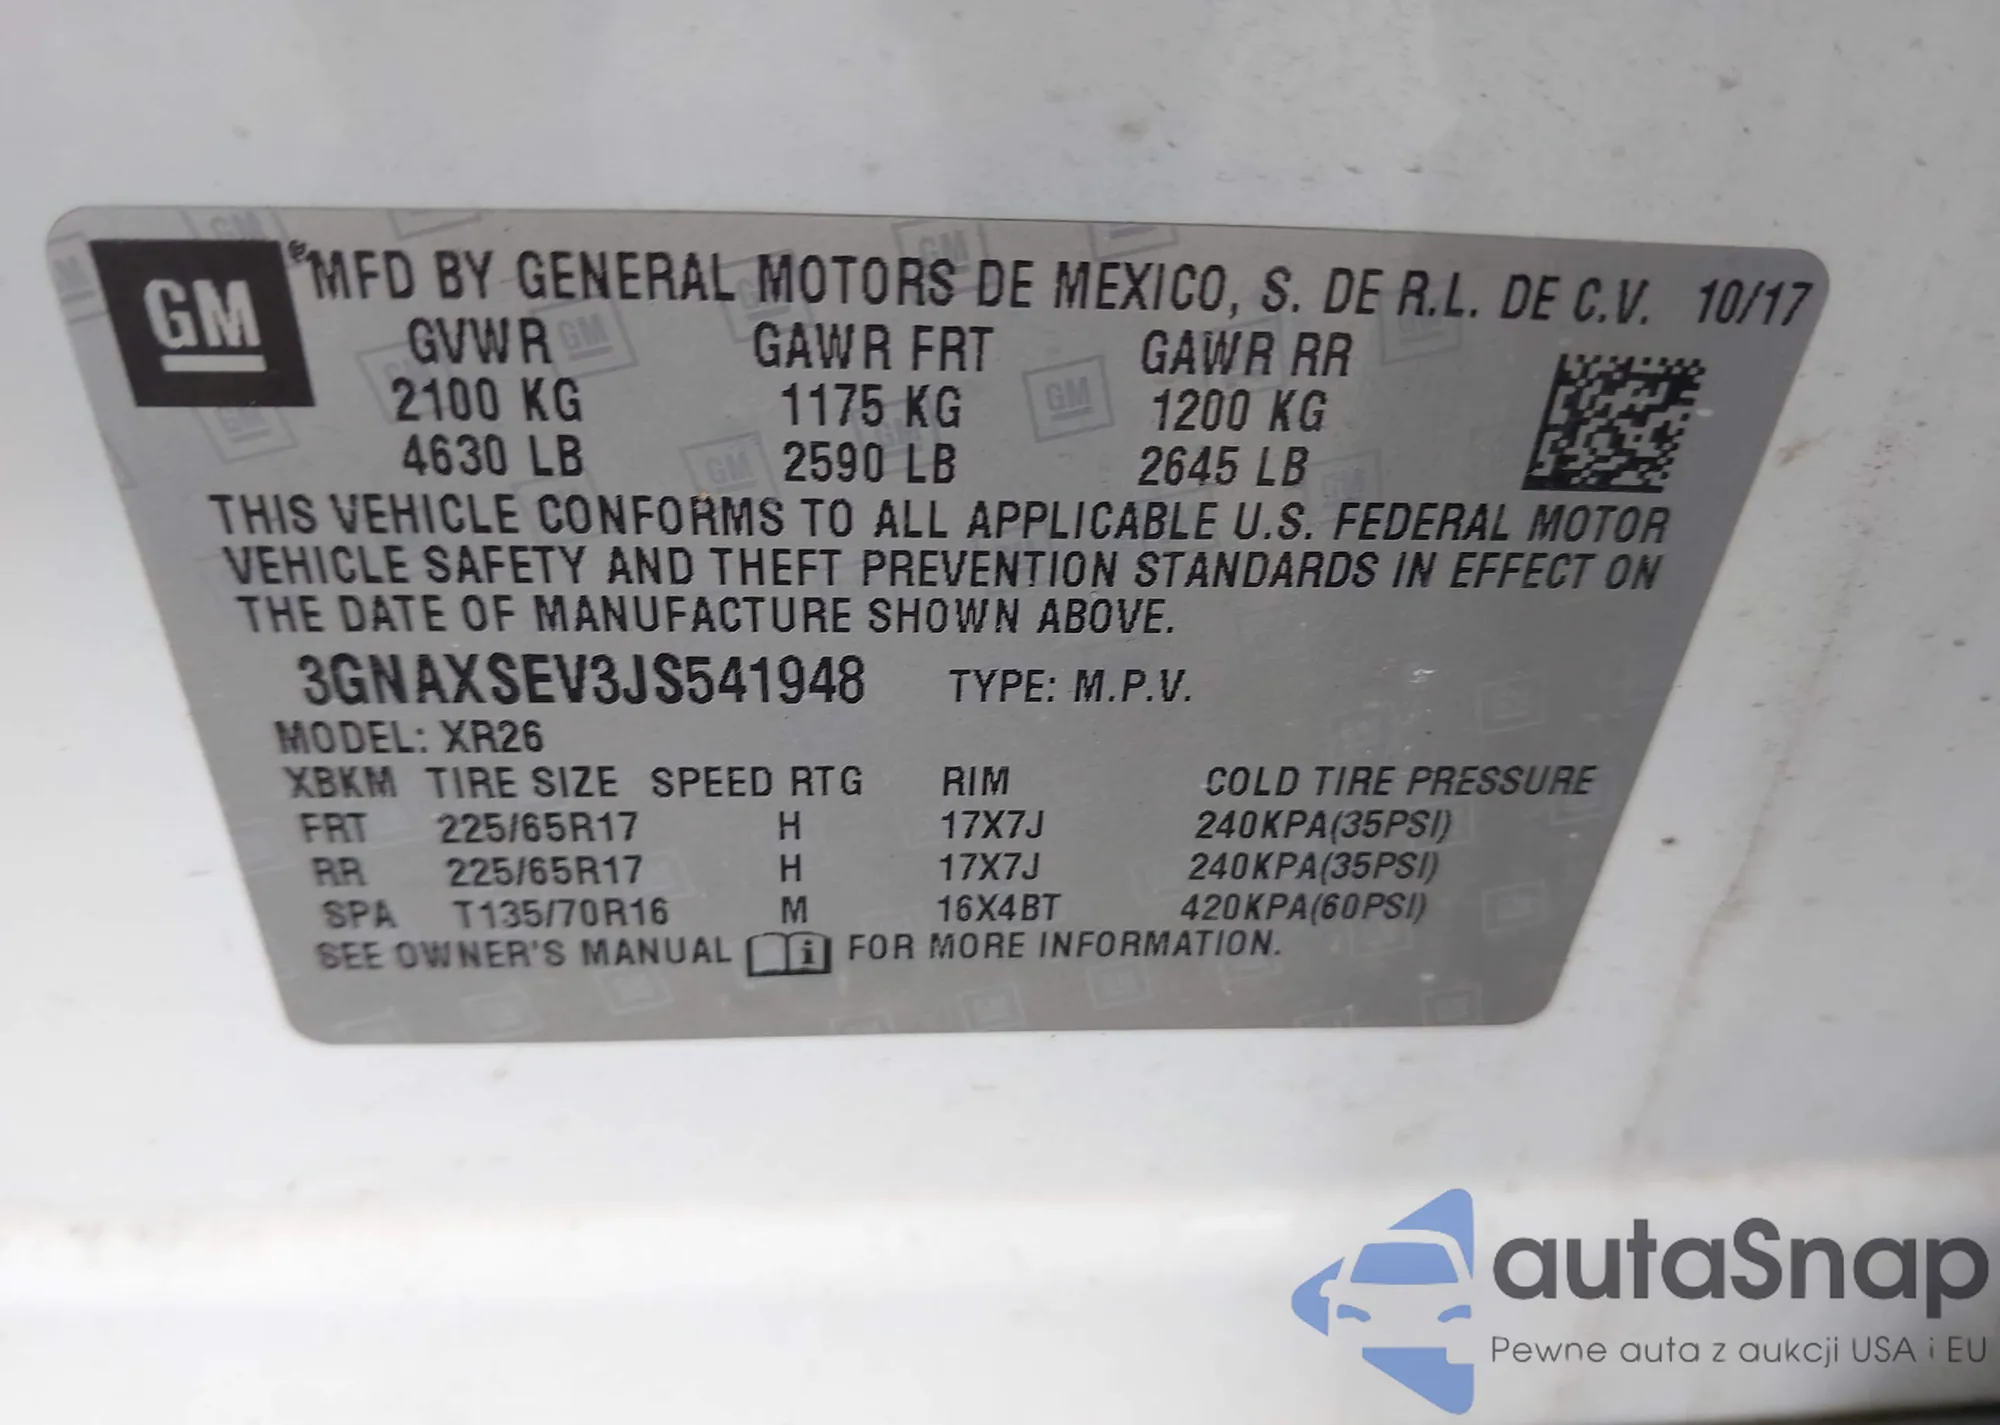 GM ® MFD BY GENERAL MOTORS DE MEXICO, S. DE R.L. DE C.V. 10/17
GVWR GAWR FRT GAWR RR
2100 KG 1175 KG 1200 KG
4630 LB 2590 LB 2645 LB
THIS VEHICLE CONFORMS TO ALL APPLICABLE U.S. FEDERAL MOTOR
VEHICLE SAFETY AND THEFT PREVENTION STANDARDS IN EFFECT ON
THE DATE OF MANUFACTURE SHOWN ABOVE.
3GNAXSEV3JS541948 TYPE: M.P.V.
MODEL: XR26
XBKM TIRE SIZE SPEED RTG RIM COLD TIRE PRESSURE
FRT 225/65R17 H 17X7J 240KPA(35PSI)
RR 225/65R17 H 17X7J 240KPA(35PSI)
SPA T135/70R16 M 16X4BT 420KPA(60PSI)
SEE OWNER'S MANUAL i FOR MORE INFORMATION.
autaSnap
Pewne auta z aukcji USA i EU